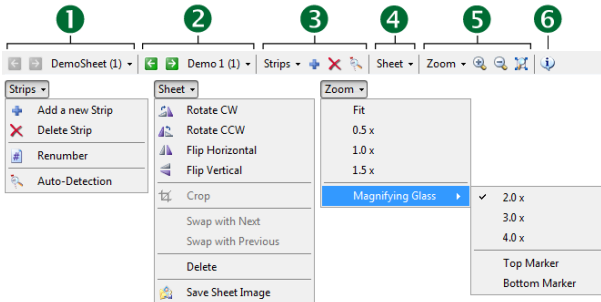 1 2 3 4 5 6
DemoSheet (1) Demo 1 (1) Strips Sheet Zoom
Strips
Add a new Strip
Delete Strip
# Renumber
Auto-Detection
Sheet
Rotate CW
Rotate CCW
Flip Horizontal
Flip Vertical
Crop
Swap with Next
Swap with Previous
Delete
Save Sheet Image
Zoom
Fit
0.5 x
1.0 x
1.5 x
Magnifying Glass
2.0 x
3.0 x
4.0 x
Top Marker
Bottom Marker